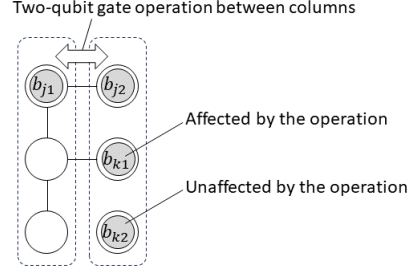 Two-qubit gate operation between columns
b_{j1} b_{j2}
Affected by the operation
b_{k1}
Unaffected by the operation
b_{k2}